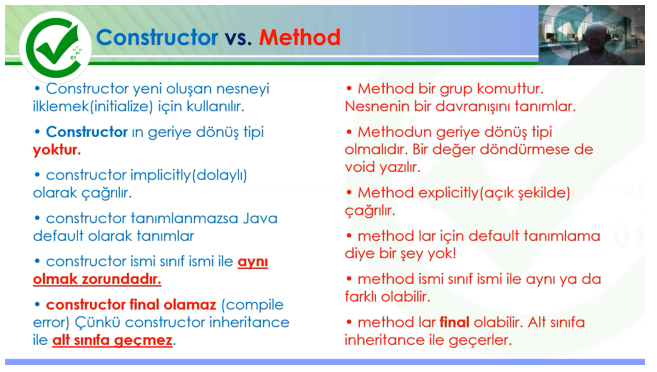 Constructor vs. Method
• Constructor yeni oluşan nesneyi
ilklemek(initialize) için kullanılır.
• Constructor ın geriye dönüş tipi
yoktur.
• constructor implicitly(dolaylı)
olarak çağrılır.
• constructor tanımlanmazsa Java
default olarak tanımlar
• constructor ismi sınıf ismi ile aynı
olmak zorundadır.
• constructor final olamaz (compile
error) Çünkü constructor inheritance
ile alt sınıfa geçmez.
• Method bir grup komuttur.
Nesnenin bir davranışını tanımlar.
• Methodun geriye dönüş tipi
olmalıdır. Bir değer döndürmese de
void yazılır.
• Method explicitly(açık şekilde)
çağrılır.
• method lar için default tanımlama
diye bir şey yok!
• method ismi sınıf ismi ile aynı ya da
farklı olabilir.
• method lar final olabilir. Alt sınıfa
inheritance ile geçerler.